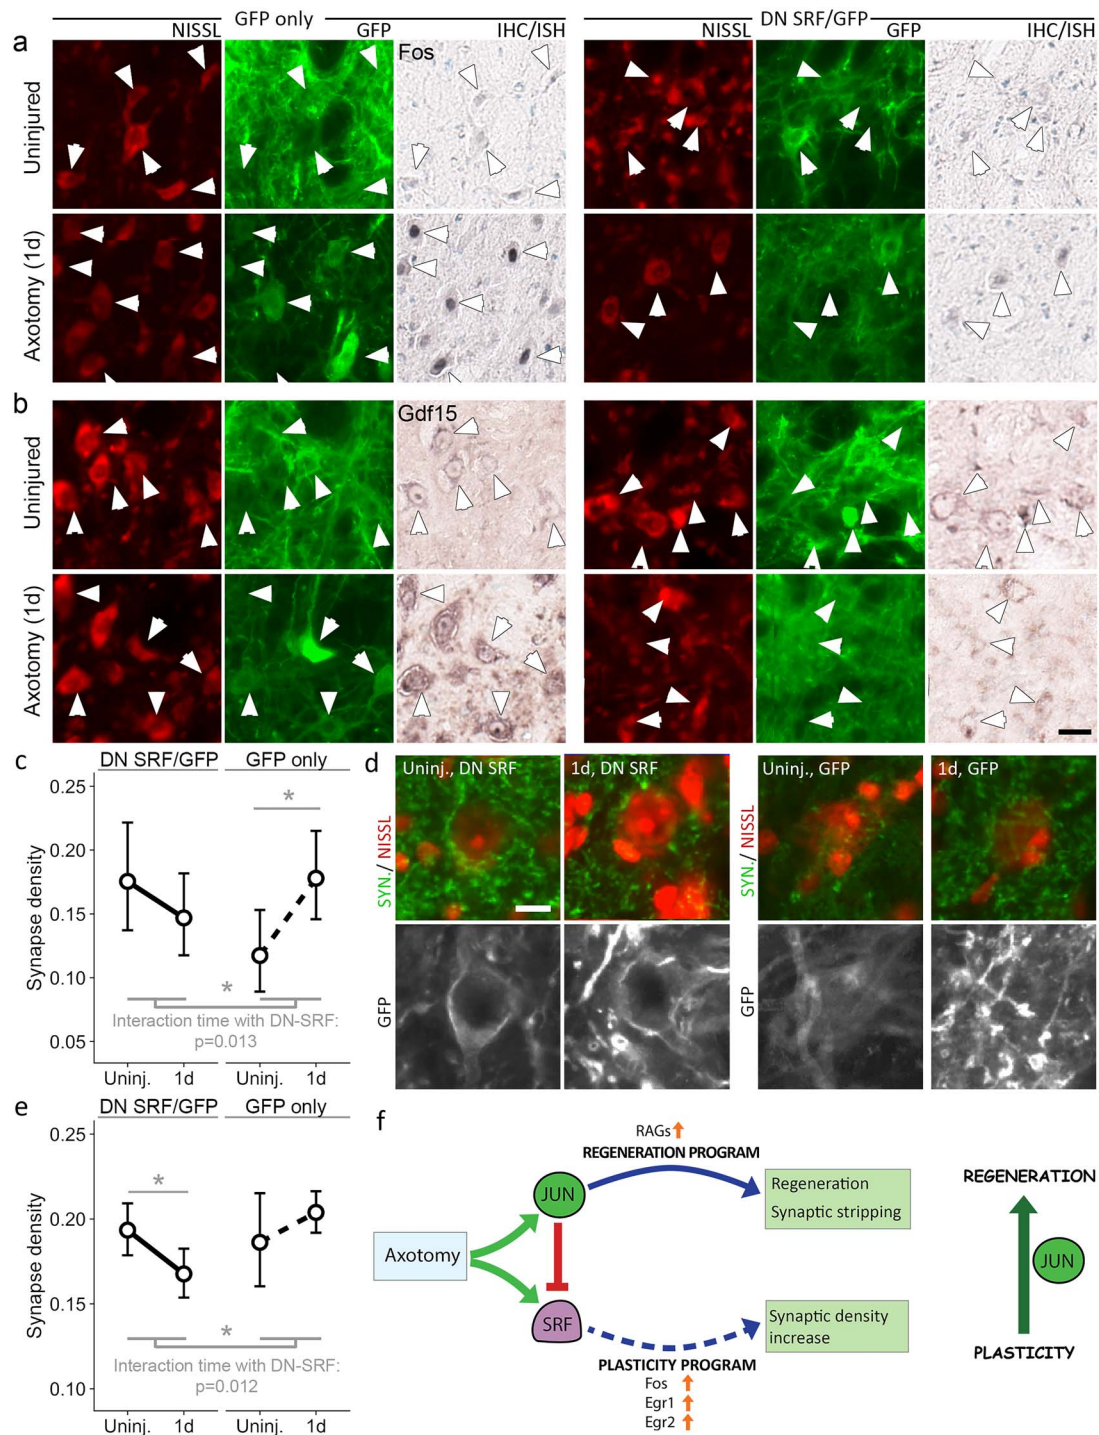 GFP only
DN SRF/GFP
NISSL GFP IHC/ISH NISSL GFP IHC/ISH
a
Fos
Uninjured
Axotomy (1d)
b
Gdf15
Uninjured
Axotomy (1d)
c
DN SRF/GFP GFP only
Synapse density
0.25
0.20
0.15
0.10
0.05
*
*
Interaction time with DN-SRF:
p=0.013
Uninj. 1d Uninj. 1d
d
Uninj., DN SRF
1d, DN SRF
Uninj., GFP
1d, GFP
SYN./ NISSL
SYN./ NISSL
GFP
GFP
e
DN SRF/GFP GFP only
Synapse density
0.25
0.20
0.15
0.10
*
*
Interaction time with DN-SRF:
p=0.012
Uninj. 1d Uninj. 1d
f
RAGs
REGENERATION PROGRAM
JUN
Regeneration
Synaptic stripping
Axotomy
SRF
Synaptic density
increase
PLASTICITY PROGRAM
Fos
Egr1
Egr2
REGENERATION
JUN
PLASTICITY